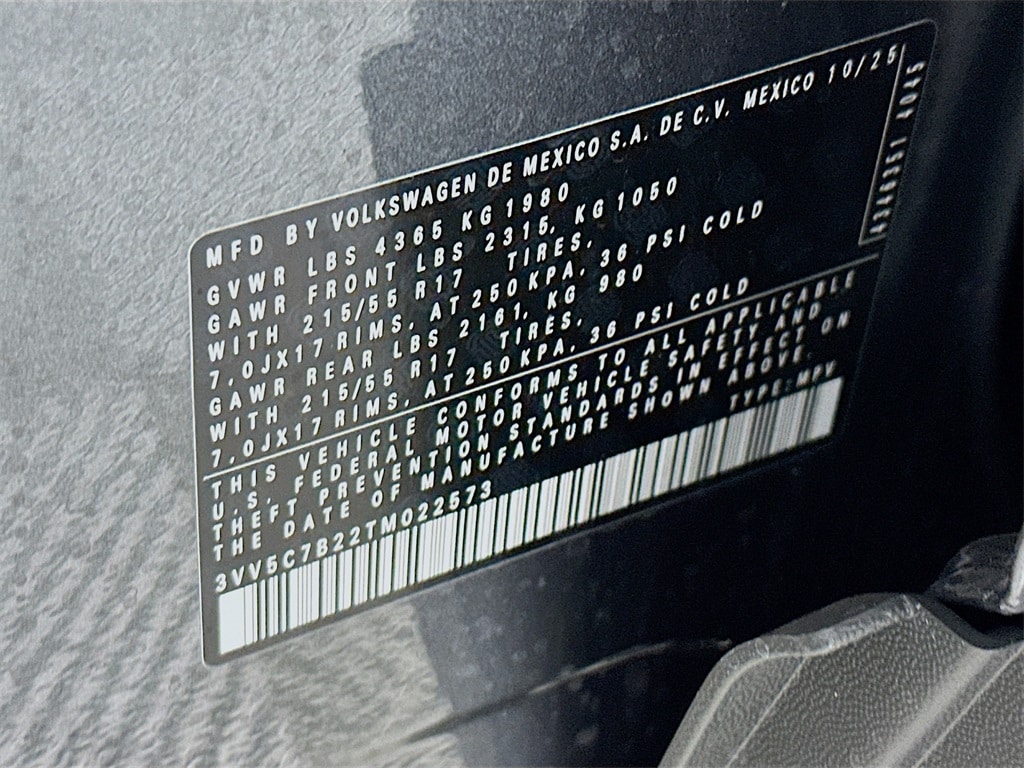 MFD BY VOLKSWAGEN DE MEXICO S.A. DE C.V. MEXICO 10/25
GVWR LBS 4365 KG 1980
GAWR FRONT LBS 2315, KG 1050
WITH 215/55 R17 TIRES,
7,0JX17 RIMS, AT 250 KPA, 36 PSI COLD
GAWR REAR LBS 2161, KG 980
WITH 215/55 R17 TIRES,
7,0JX17 RIMS, AT 250 KPA, 36 PSI COLD
THIS VEHICLE CONFORMS TO ALL APPLICABLE
U.S. FEDERAL MOTOR VEHICLE SAFETY AND
THEFT PREVENTION STANDARDS IN EFFECT ON
THE DATE OF MANUFACTURE SHOWN ABOVE.
3VV5C7B22TM022573 TYPE: MPV